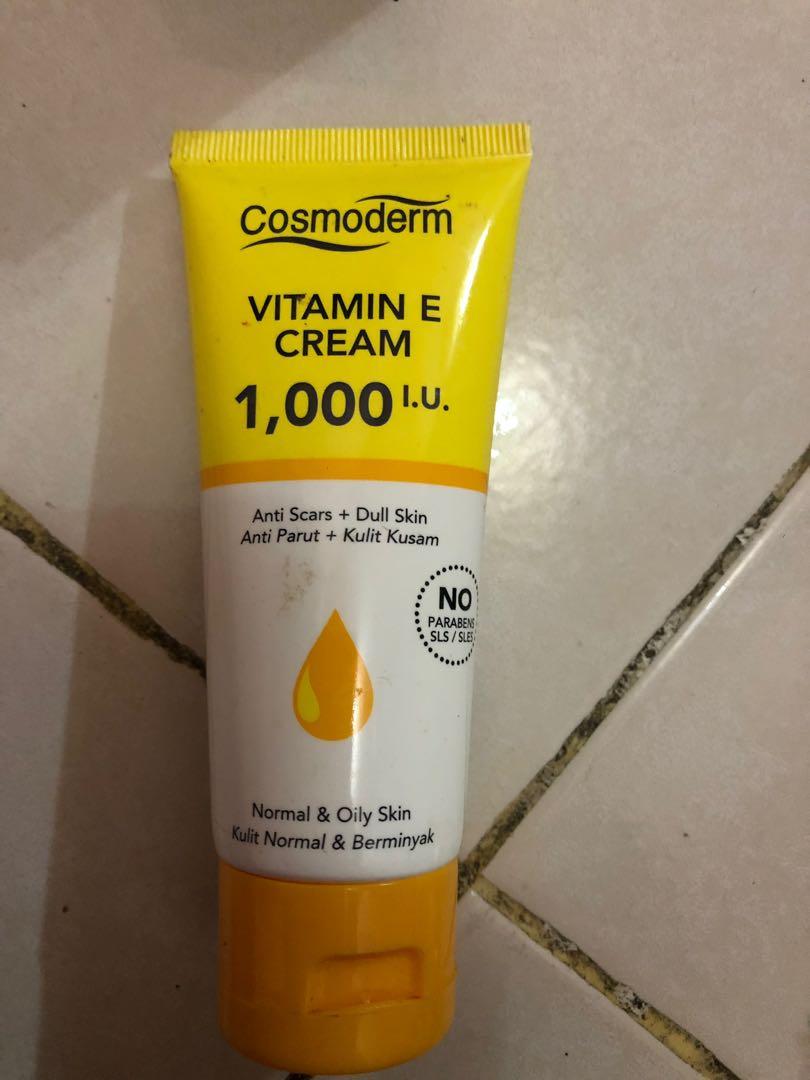 Cosmoderm
VITAMIN E
CREAM
1,000 I.U.
Anti Scars + Dull Skin
Anti Parut + Kulit Kusam
NO
PARABENS
SLS / SLES
Normal & Oily Skin
Kulit Normal & Berminyak